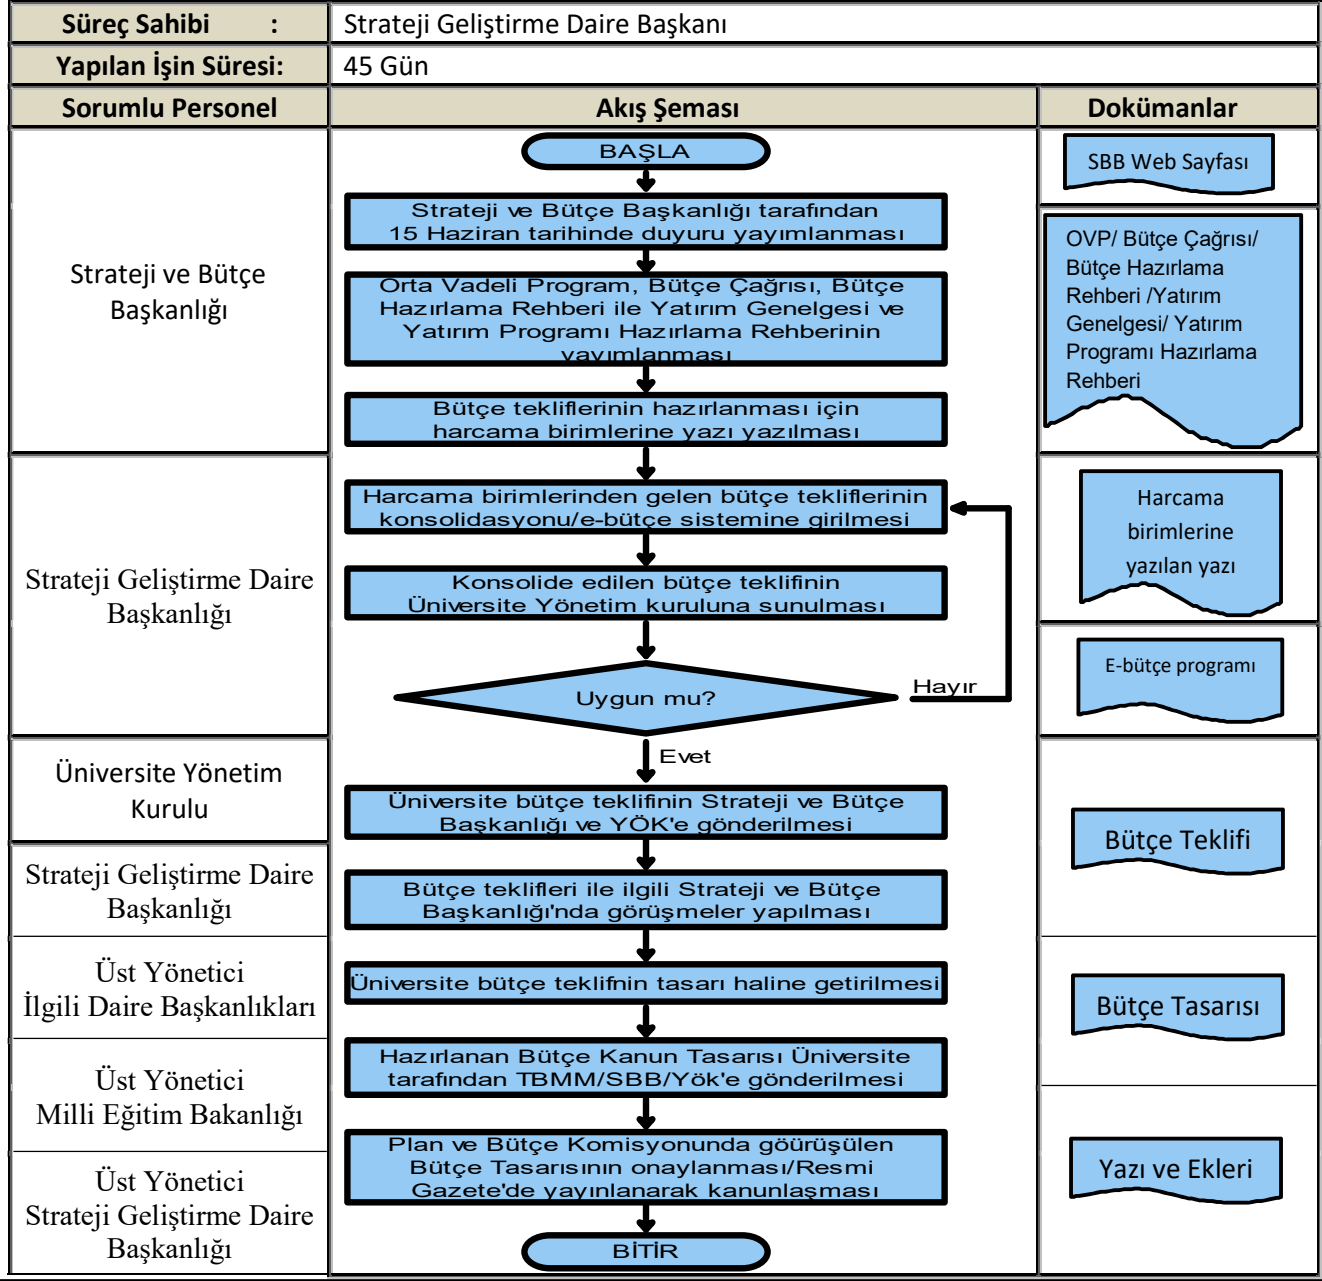 Süreç Sahibi :
Strateji Geliştirme Daire Başkanı
Yapılan İşin Süresi:
45 Gün
Sorumlu Personel
Akış Şeması
Dokümanlar
Strateji ve Bütçe
Başkanlığı
Strateji Geliştirme Daire
Başkanlığı
Üniversite Yönetim
Kurulu
Strateji Geliştirme Daire
Başkanlığı
Üst Yönetici
İlgili Daire Başkanlıkları
Üst Yönetici
Milli Eğitim Bakanlığı
Üst Yönetici
Strateji Geliştirme Daire
Başkanlığı
BAŞLA
Strateji ve Bütçe Başkanlığı tarafından
15 Haziran tarihinde duyuru yayımlanması
Orta Vadeli Program, Bütçe Çağrısı, Bütçe
Hazırlama Rehberi ile Yatırım Genelgesi ve
Yatırım Programı Hazırlama Rehberinin
yayımlanması
Bütçe tekliflerinin hazırlanması için
harcama birimlerine yazı yazılması
Harcama birimlerinden gelen bütçe tekliflerinin
konsolidasyonu/e-bütçe sistemine girilmesi
Konsolide edilen bütçe teklifinin
Üniversite Yönetim kuruluna sunulması
Uygun mu?
Hayır
Evet
Üniversite bütçe teklifinin Strateji ve Bütçe
Başkanlığı ve YÖK'e gönderilmesi
Bütçe teklifleri ile ilgili Strateji ve Bütçe
Başkanlığı'nda görüşmeler yapılması
Üniversite bütçe teklifnin tasarı haline getirilmesi
Hazırlanan Bütçe Kanun Tasarısı Üniversite
tarafından TBMM/SBB/Yök'e gönderilmesi
Plan ve Bütçe Komisyonunda göürüşülen
Bütçe Tasarısının onaylanması/Resmi
Gazete'de yayınlanarak kanunlaşması
BİTİR
SBB Web Sayfası
OVP/ Bütçe Çağrısı/
Bütçe Hazırlama
Rehberi /Yatırım
Genelgesi/ Yatırım
Programı Hazırlama
Rehberi
Harcama
birimlerine
yazılan yazı
E-bütçe programı
Bütçe Teklifi
Bütçe Tasarısı
Yazı ve Ekleri